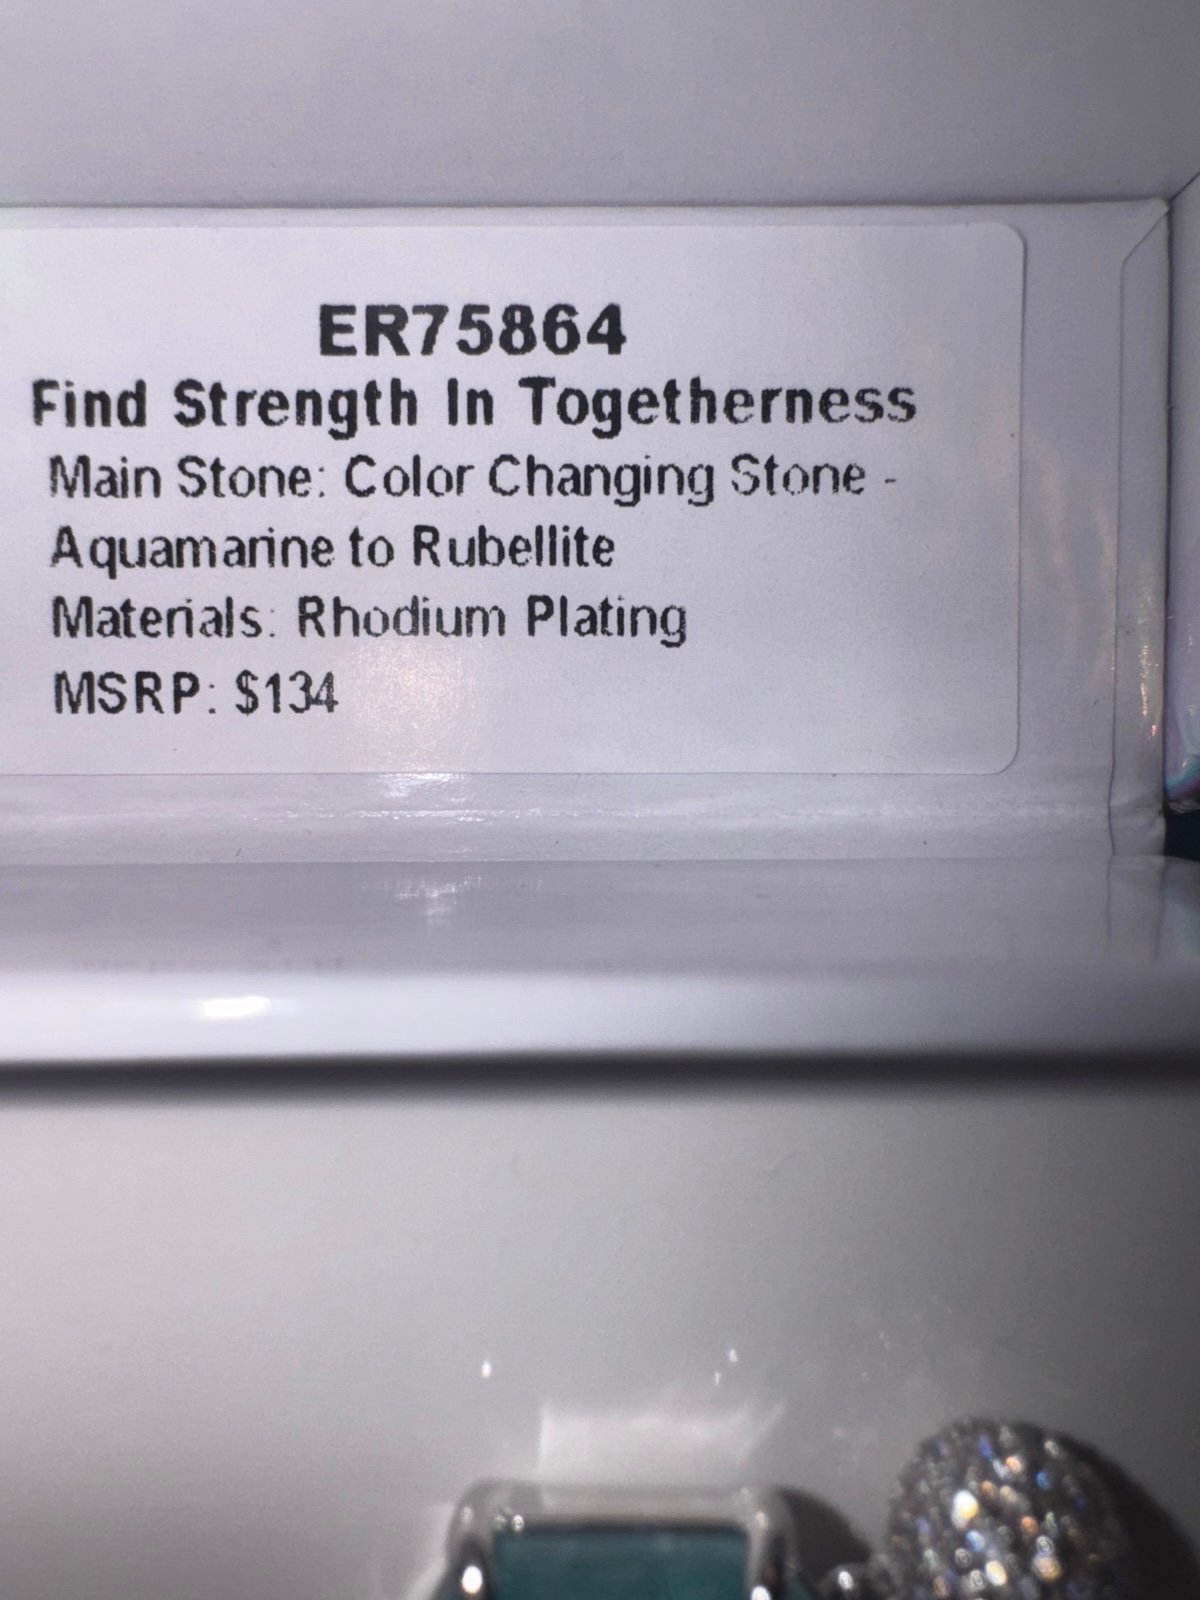 ER75864
Find Strength In Togetherness
Main Stone: Color Changing Stone -
Aquamarine to Rubellite
Materials: Rhodium Plating
MSRP: $134